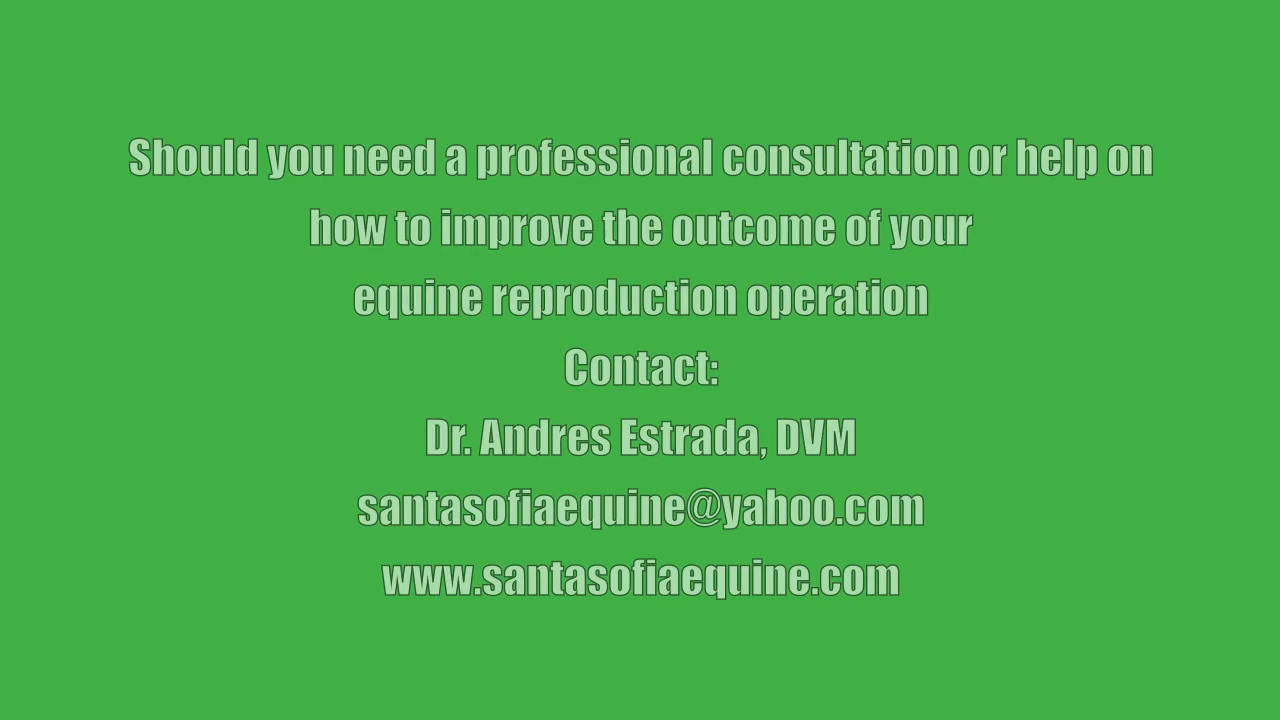 Should you need a professional consultation or help on
how to improve the outcome of your
equine reproduction operation
Contact:
Dr. Andres Estrada, DVM
santasofiaequine@yahoo.com
www.santasofiaequine.com